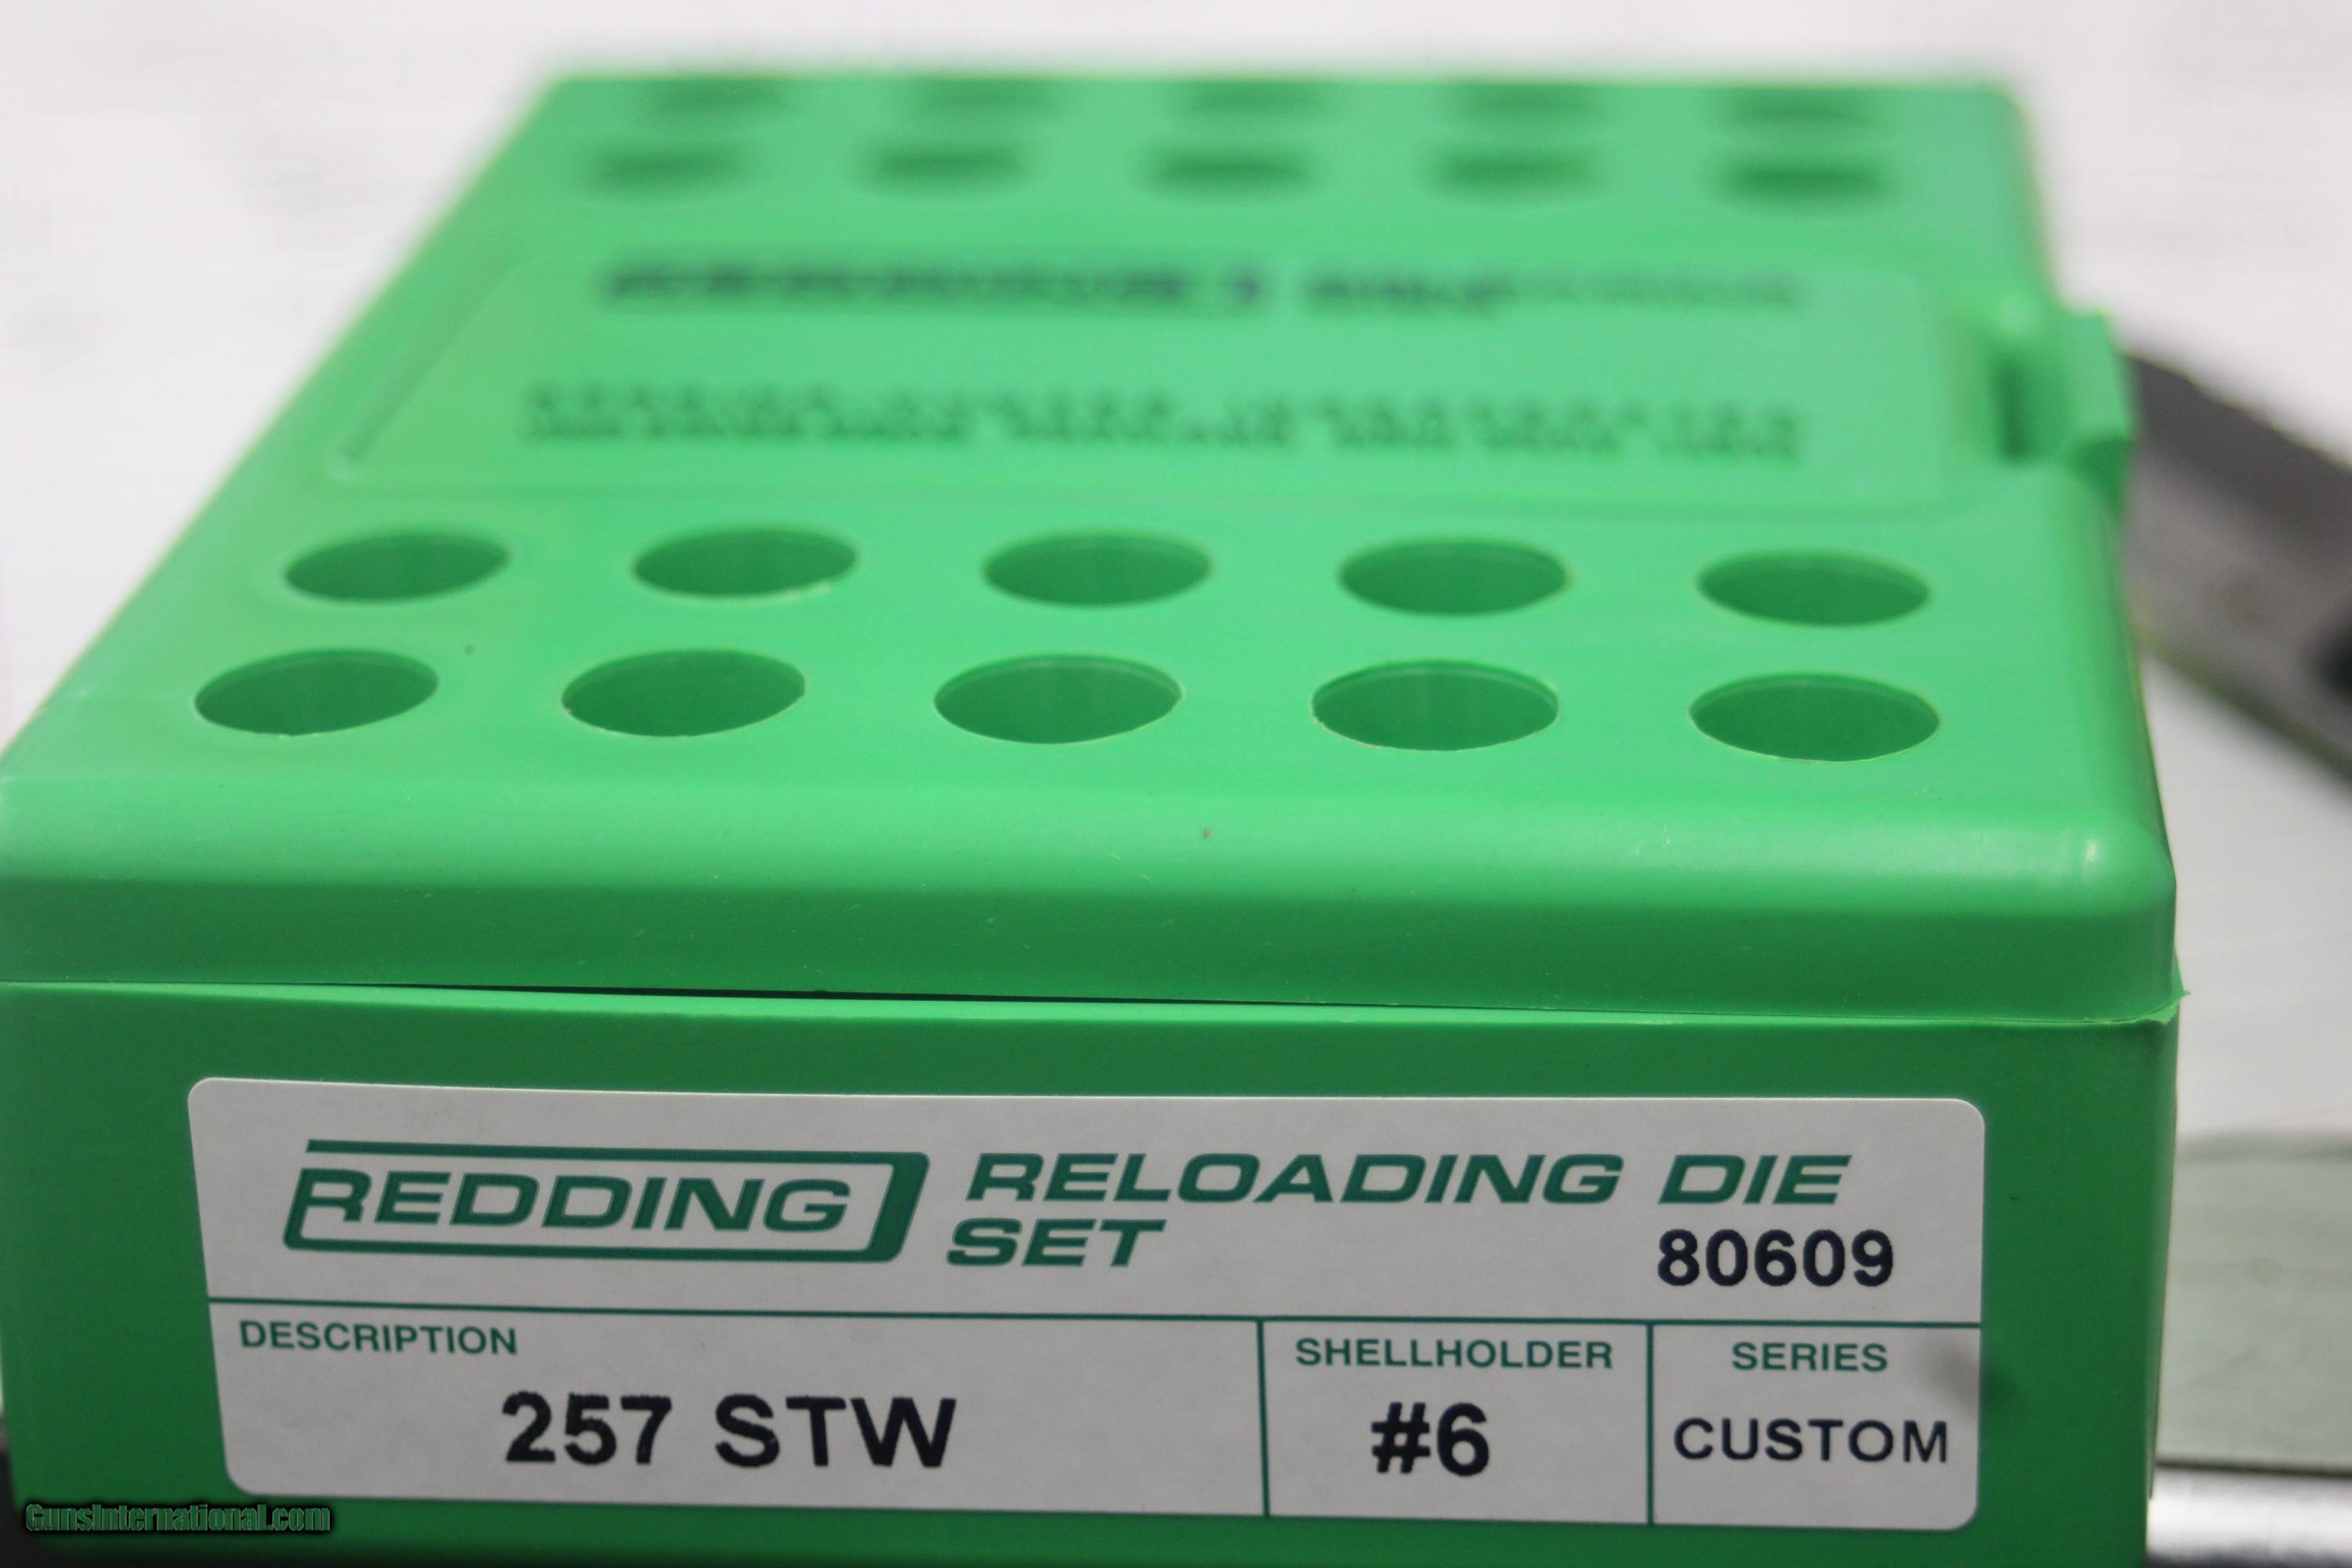 REDDING RELOADING DIE
SET
80609
DESCRIPTION SHELLHOLDER SERIES
257 STW #6 CUSTOM
GunsInternational.com